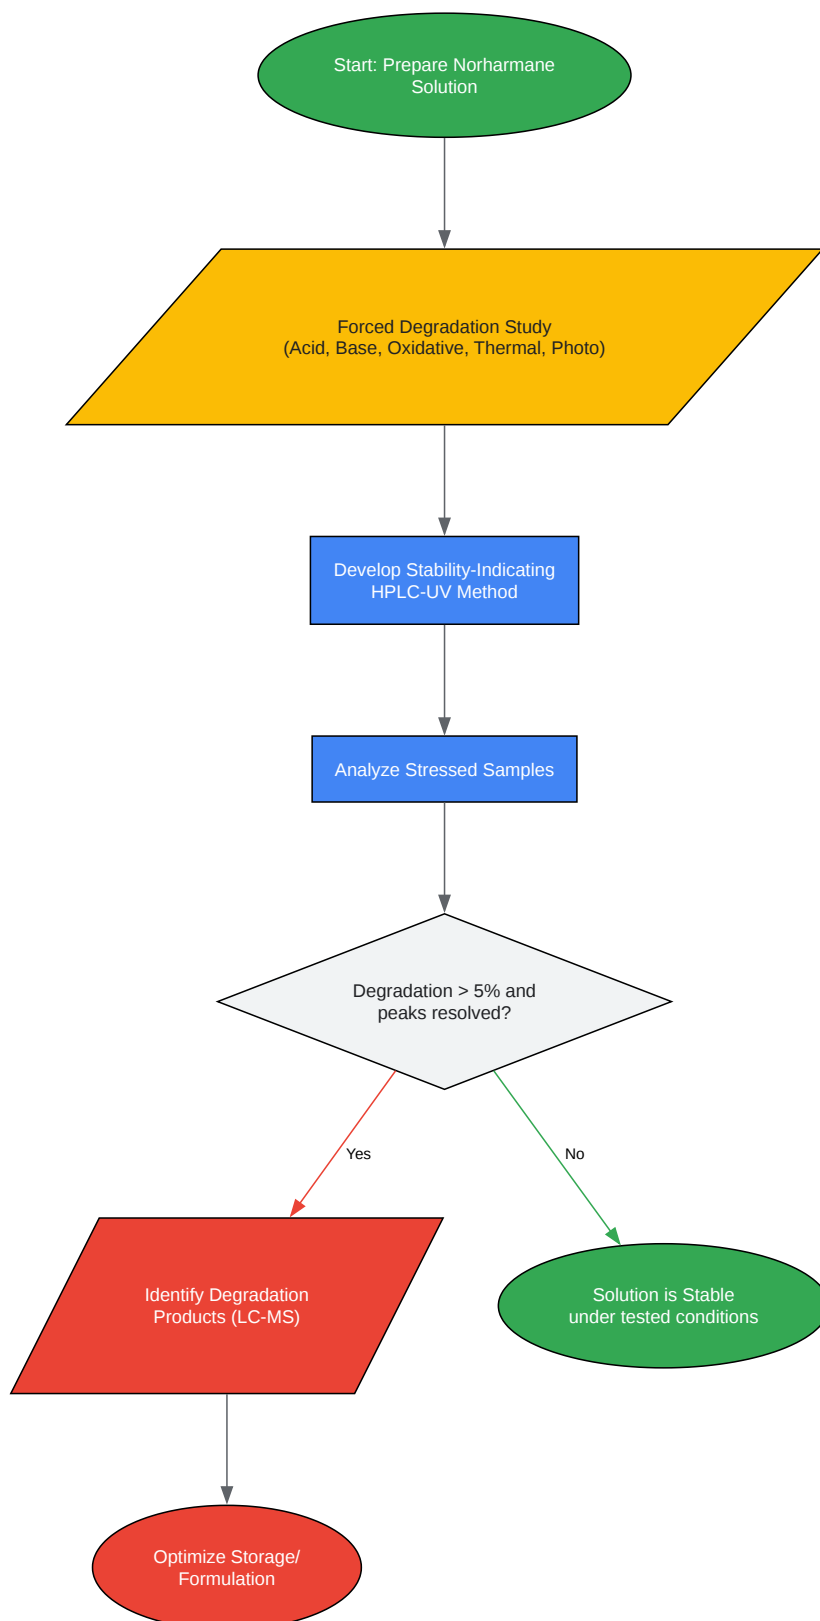 Start: Prepare Norharmane
Solution
Forced Degradation Study
(Acid, Base, Oxidative, Thermal, Photo)
Develop Stability-Indicating
HPLC-UV Method
Analyze Stressed Samples
Degradation > 5% and
peaks resolved?
Yes
No
Identify Degradation
Products (LC-MS)
Solution is Stable
under tested conditions
Optimize Storage/
Formulation